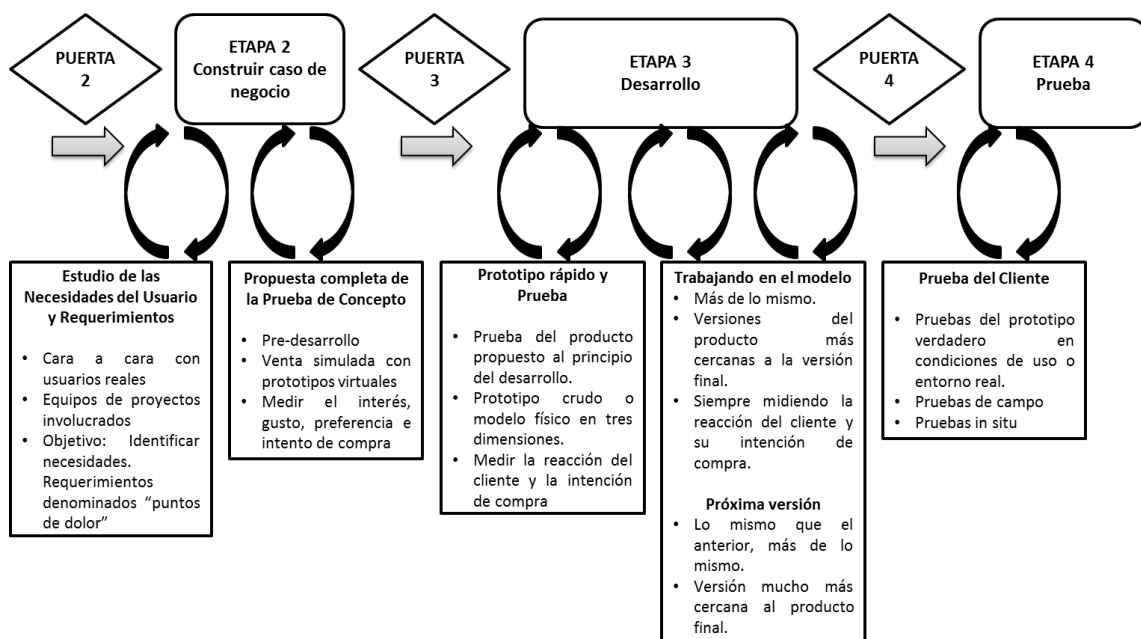 PUERTA
2
ETAPA 2
Construir caso de
negocio
PUERTA
3
ETAPA 3
Desarrollo
PUERTA
4
ETAPA 4
Prueba
Estudio de las
Necesidades del Usuario
y Requerimientos
• Cara a cara con
usuarios reales
• Equipos de proyectos
involucrados
• Objetivo: Identificar
necesidades.
Requerimientos
denominados “puntos
de dolor”
Propuesta completa de
la Prueba de Concepto
• Pre-desarrollo
• Venta simulada con
prototipos virtuales
• Medir el interés,
gusto, preferencia e
intento de compra
Prototipo rápido y
Prueba
• Prueba del producto
propuesto al principio
del desarrollo.
• Prototipo crudo o
modelo físico en tres
dimensiones.
• Medir la reacción del
cliente y la intención
de compra
Trabajando en el modelo
• Más de lo mismo.
• Versiones del
producto más
cercanas a la versión
final.
• Siempre midiendo la
reacción del cliente y
su intención de
compra.
Próxima versión
• Lo mismo que el
anterior, más de lo
mismo.
• Versión mucho más
cercana al producto
final.
Prueba del Cliente
• Pruebas del prototipo
verdadero en
condiciones de uso o
entorno real.
• Pruebas de campo
• Pruebas in situ